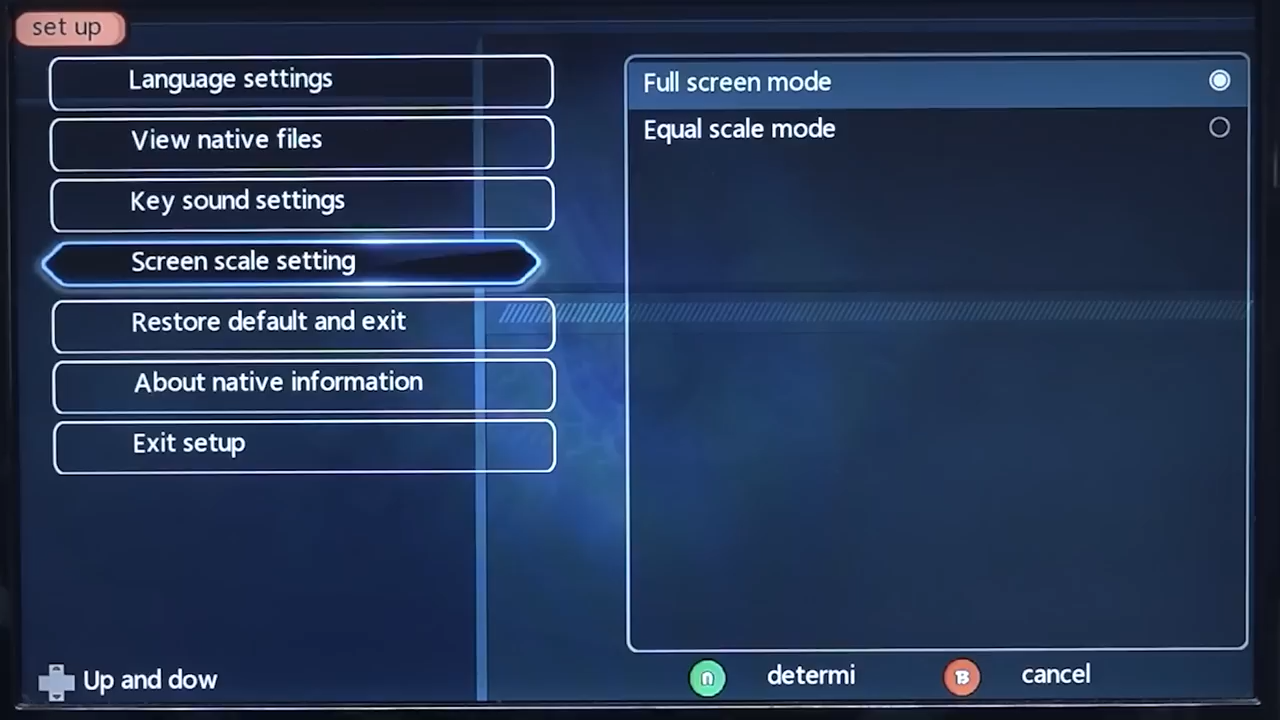 set up
Language settings
View native files
Key sound settings
Screen scale setting
Restore default and exit
About native information
Exit setup
Full screen mode
Equal scale mode
Up and dow
A determi
B cancel